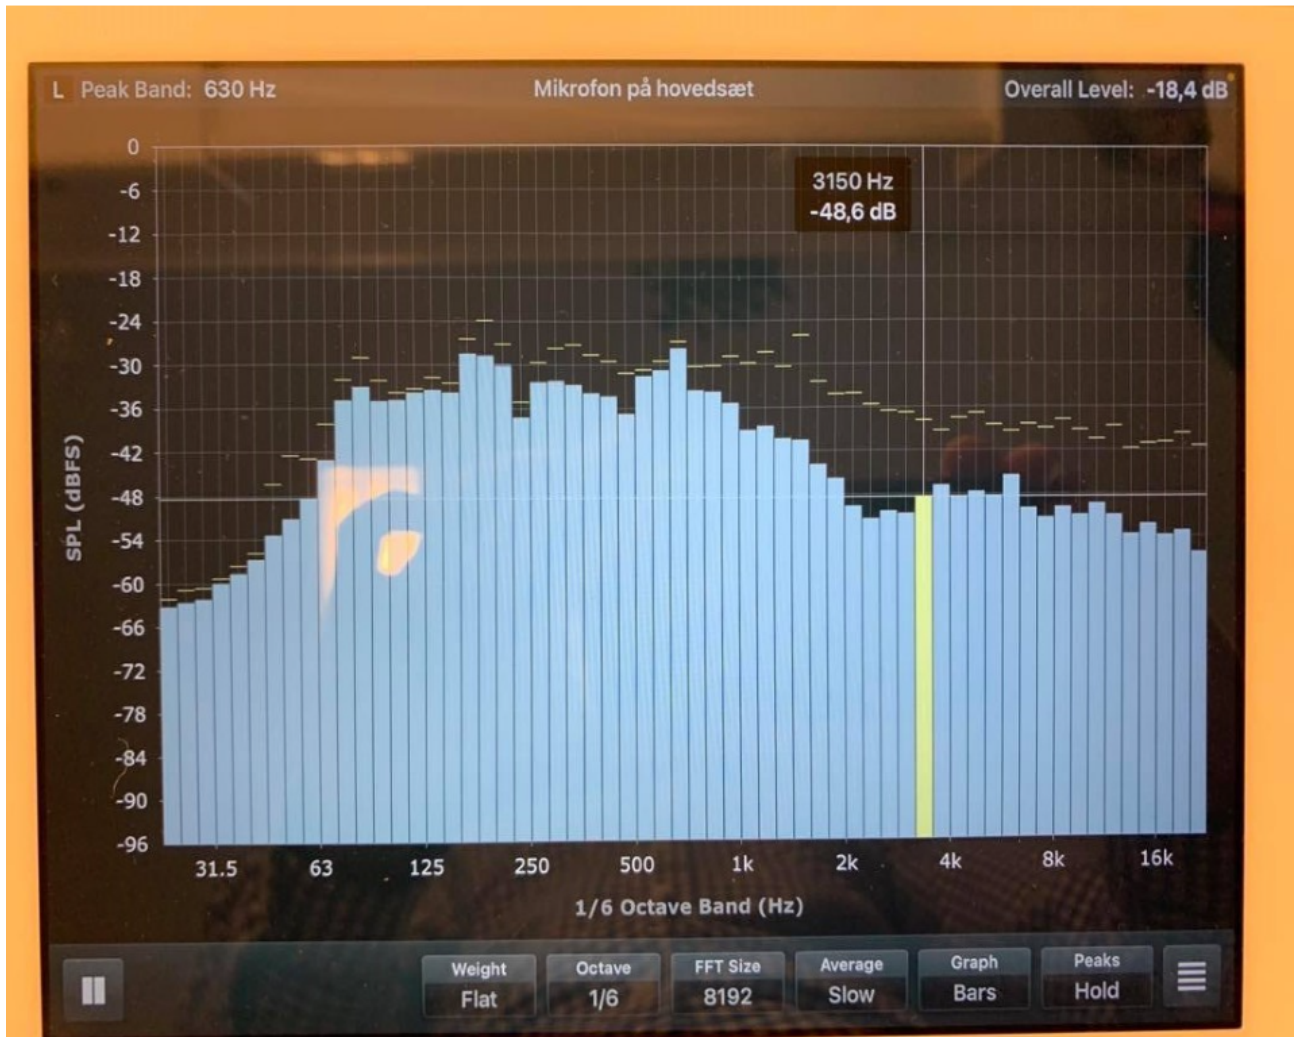 L Peak Band: 630 Hz
Mikrofon på hovedsæt
Overall Level: -18,4 dB
3150 Hz
-48,6 dB
0
-6
-12
-18
-24
-30
-36
-42
-48
-54
-60
-66
-72
-78
-84
-90
-96
SPL (dBFS)
31.5 63 125 250 500 1k 2k 4k 8k 16k
1/6 Octave Band (Hz)
Weight Octave FFT Size Average Graph Peaks
Flat 1/6 8192 Slow Bars Hold